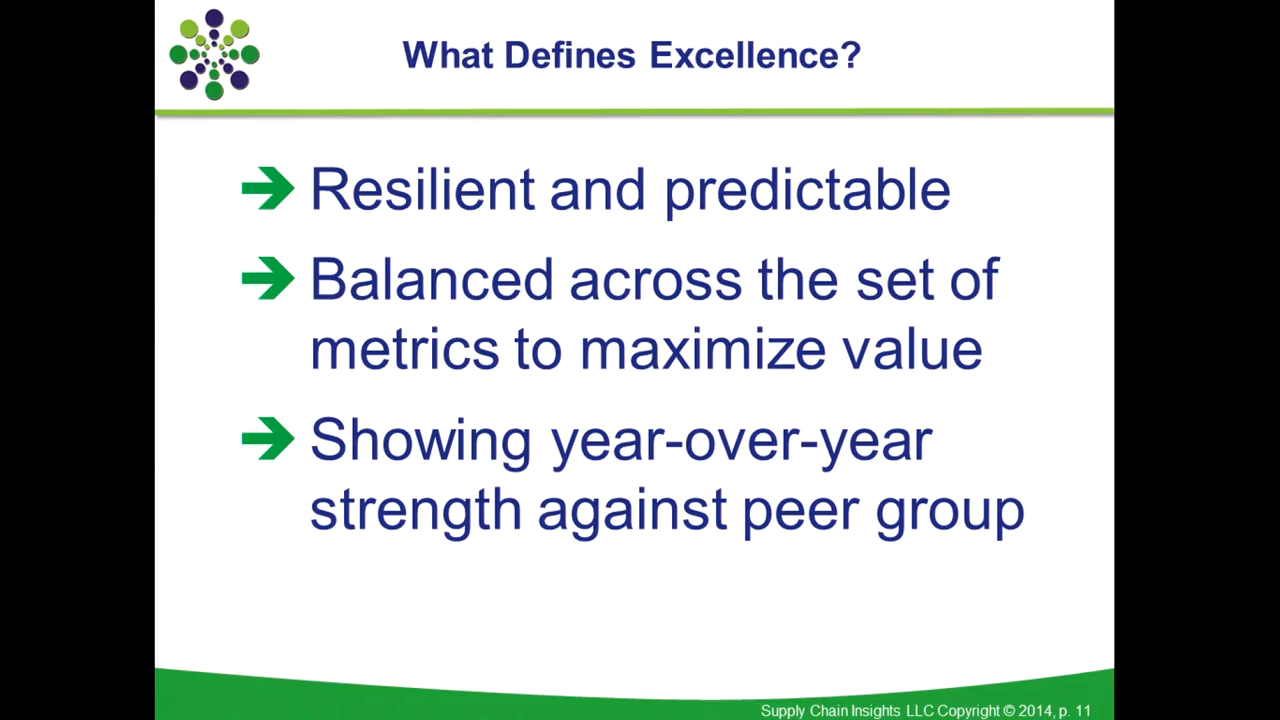 What Defines Excellence?
Resilient and predictable
Balanced across the set of
metrics to maximize value
Showing year-over-year
strength against peer group
Supply Chain Insights LLC Copyright © 2014, p. 11